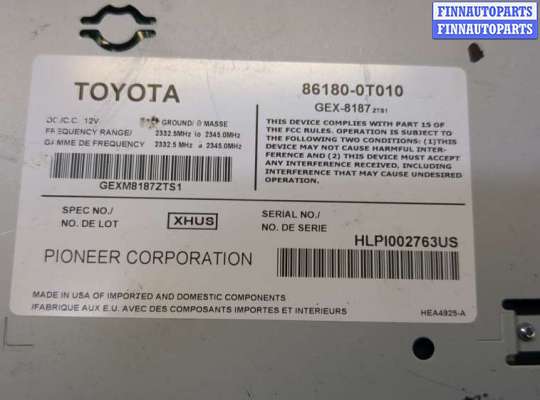 FINNAUTOPARTS
FINNAUTOPARTS
TOYOTA
86180-0T010
GEX-8187 ZTS1
DC./C.C. 12V GROUND/ MASSE
FREQUENCY RANGE/ 2332.5MHz to 2345.0MHz
GAMME DE FREQUENCY 2332.5 MHz a 2345.0MHz
GEXM8187ZTS1
THIS DEVICE COMPLIES WITH PART 15 OF
THE FCC RULES. OPERATION IS SUBJECT TO
THE FOLLOWING TWO CONDITIONS: (1)THIS
DEVICE MAY NOT CAUSE HARMFUL INTER-
FERENCE AND (2) THIS DEVICE MUST ACCEPT
ANY INTERFERENCE RECEIVED, INCLUDING
INTERFERENCE THAT MAY CAUSE UNDESIRED
OPERATION.
SPEC NO./
NO. DE LOT
XHUS
SERIAL NO./
NO. DE SERIE
HLPI002763US
PIONEER CORPORATION
MADE IN USA OF IMPORTED AND DOMESTIC COMPONENTS
/FABRIQUE AUX E.U. AVEC DES COMPOSANTS IMPORTES ET INTERIEURS
HEA4925-A